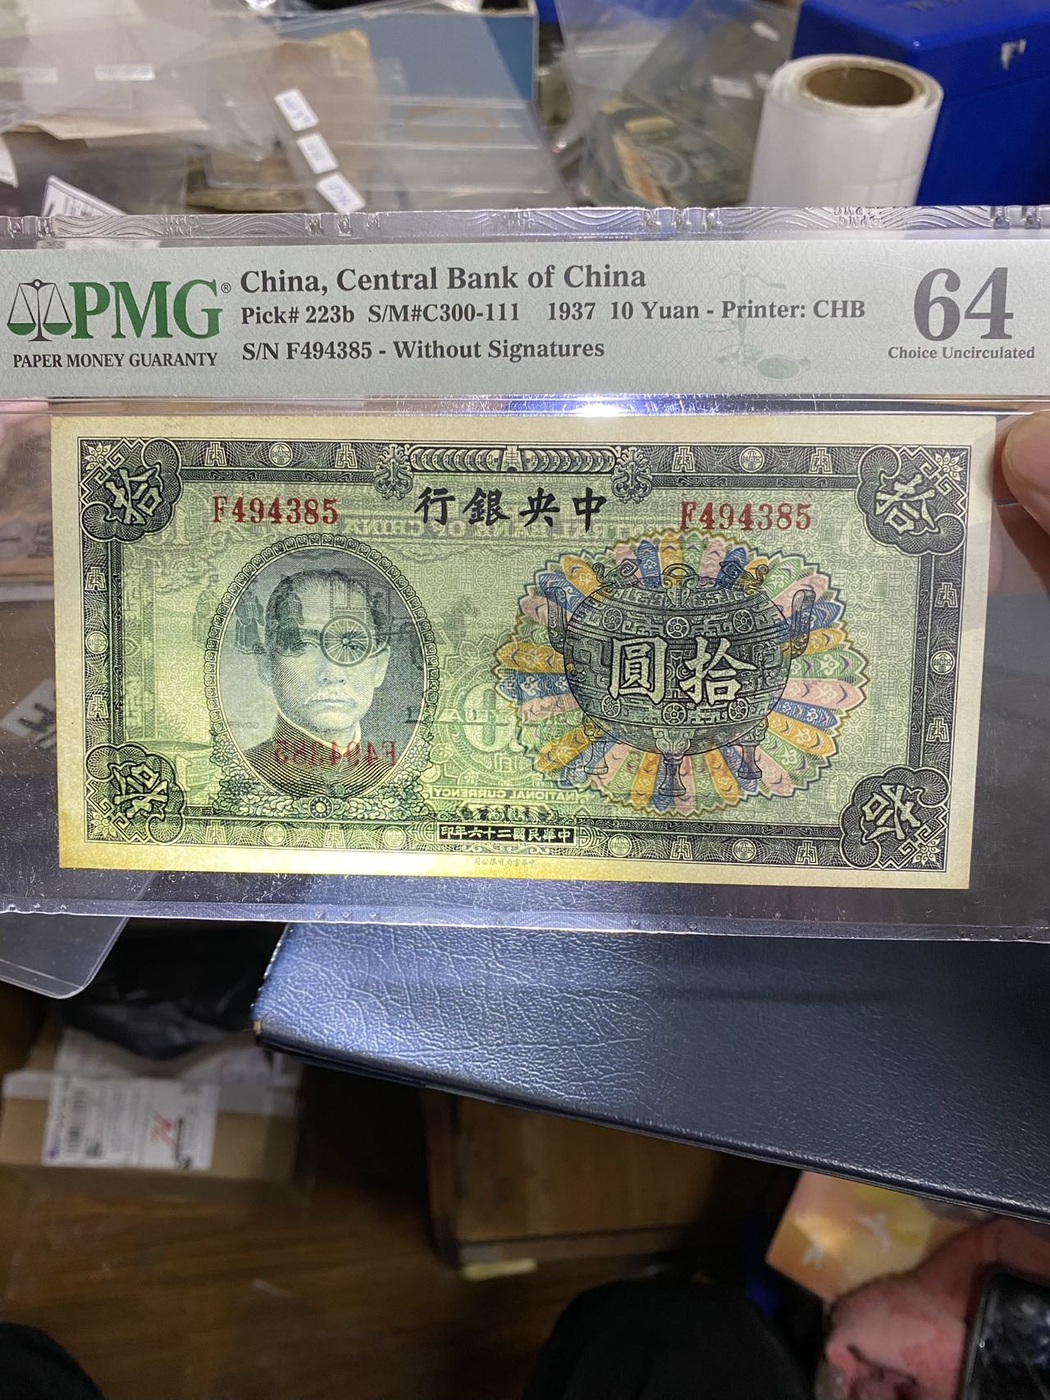 PMG®
PAPER MONEY GUARANTY
China, Central Bank of China
Pick# 223b S/M#C300-111 1937 10 Yuan - Printer: CHB
S/N F494385 - Without Signatures
64
Choice Uncirculated
拾
拾
F494385
行銀央中
F494385
圓拾
F494385
拾
拾
印年六十二國民華中